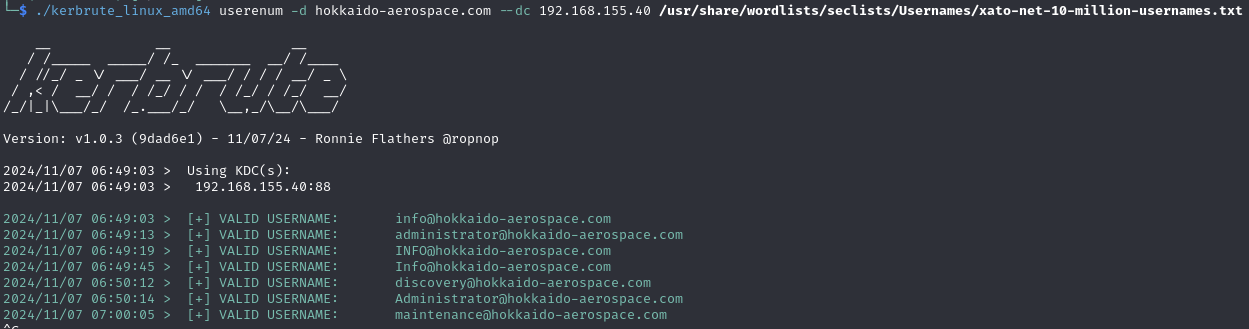 └─$ ./kerbrute_linux_amd64 userenum -d hokkaido-aerospace.com --dc 192.168.155.40 /usr/share/wordlists/seclists/Usernames/xato-net-10-million-usernames.txt
kerbrute
Version: v1.0.3 (9dad6e1) - 11/07/24 - Ronnie Flathers @ropnop
2024/11/07 06:49:03 >  Using KDC(s):
2024/11/07 06:49:03 >   192.168.155.40:88
2024/11/07 06:49:03 >  [+] VALID USERNAME:       info@hokkaido-aerospace.com
2024/11/07 06:49:13 >  [+] VALID USERNAME:       administrator@hokkaido-aerospace.com
2024/11/07 06:49:19 >  [+] VALID USERNAME:       INFO@hokkaido-aerospace.com
2024/11/07 06:49:45 >  [+] VALID USERNAME:       Info@hokkaido-aerospace.com
2024/11/07 06:50:12 >  [+] VALID USERNAME:       discovery@hokkaido-aerospace.com
2024/11/07 06:50:14 >  [+] VALID USERNAME:       Administrator@hokkaido-aerospace.com
2024/11/07 07:00:05 >  [+] VALID USERNAME:       maintenance@hokkaido-aerospace.com
^C